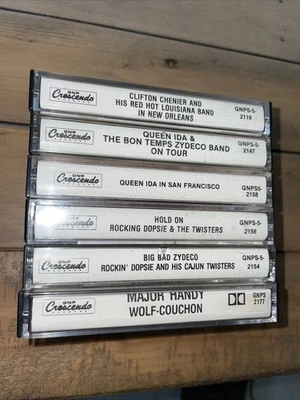 GNP
Crescendo
CLIFTON CHENIER AND
HIS RED HOT LOUISIANA BAND
IN NEW ORLEANS
GNPS-5-
2119
GNP
Crescendo
QUEEN IDA &
THE BON TEMPS ZYDECO BAND
ON TOUR
GNPS-5-
2147
GNP
Crescendo
QUEEN IDA IN SAN FRANCISCO
GNPS5-
2158
GNP
Crescendo
HOLD ON
ROCKING DOPSIE & THE TWISTERS
GNPS-5-
2156
GNP
Crescendo
BIG BAD ZYDECO
ROCKIN' DOPSIE AND HIS CAJUN TWISTERS
GNPS-5-
2154
GNP
Crescendo
MAJOR HANDY
WOLF-COUCHON
GNPS
2177